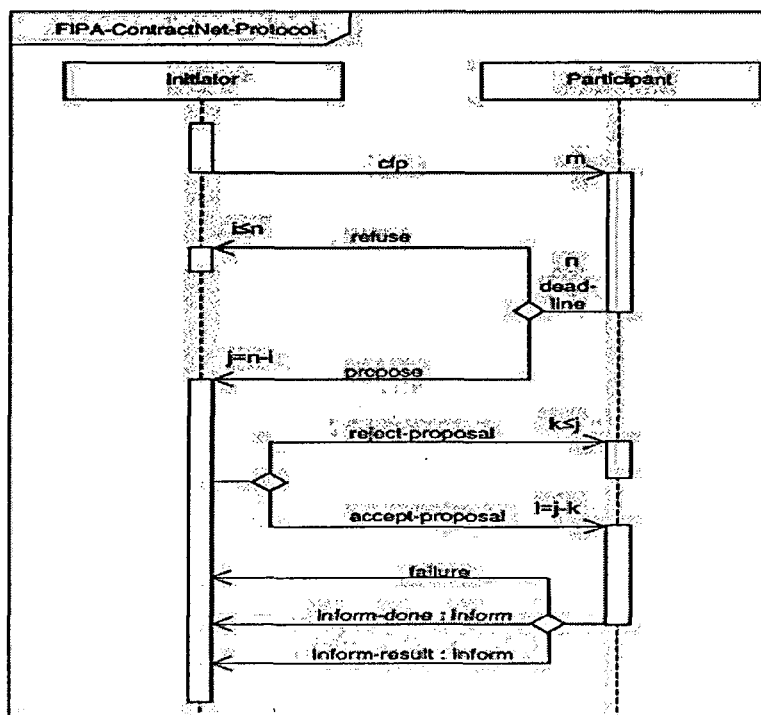 FIPA-ContractNet-Protocol
Initiator
Participant
cfp
m
i≤n
refuse
n
dead-
line
j=n-i
propose
reject-proposal
k≤j
accept-proposal
l=j-k
failure
inform-done : inform
inform-result : inform